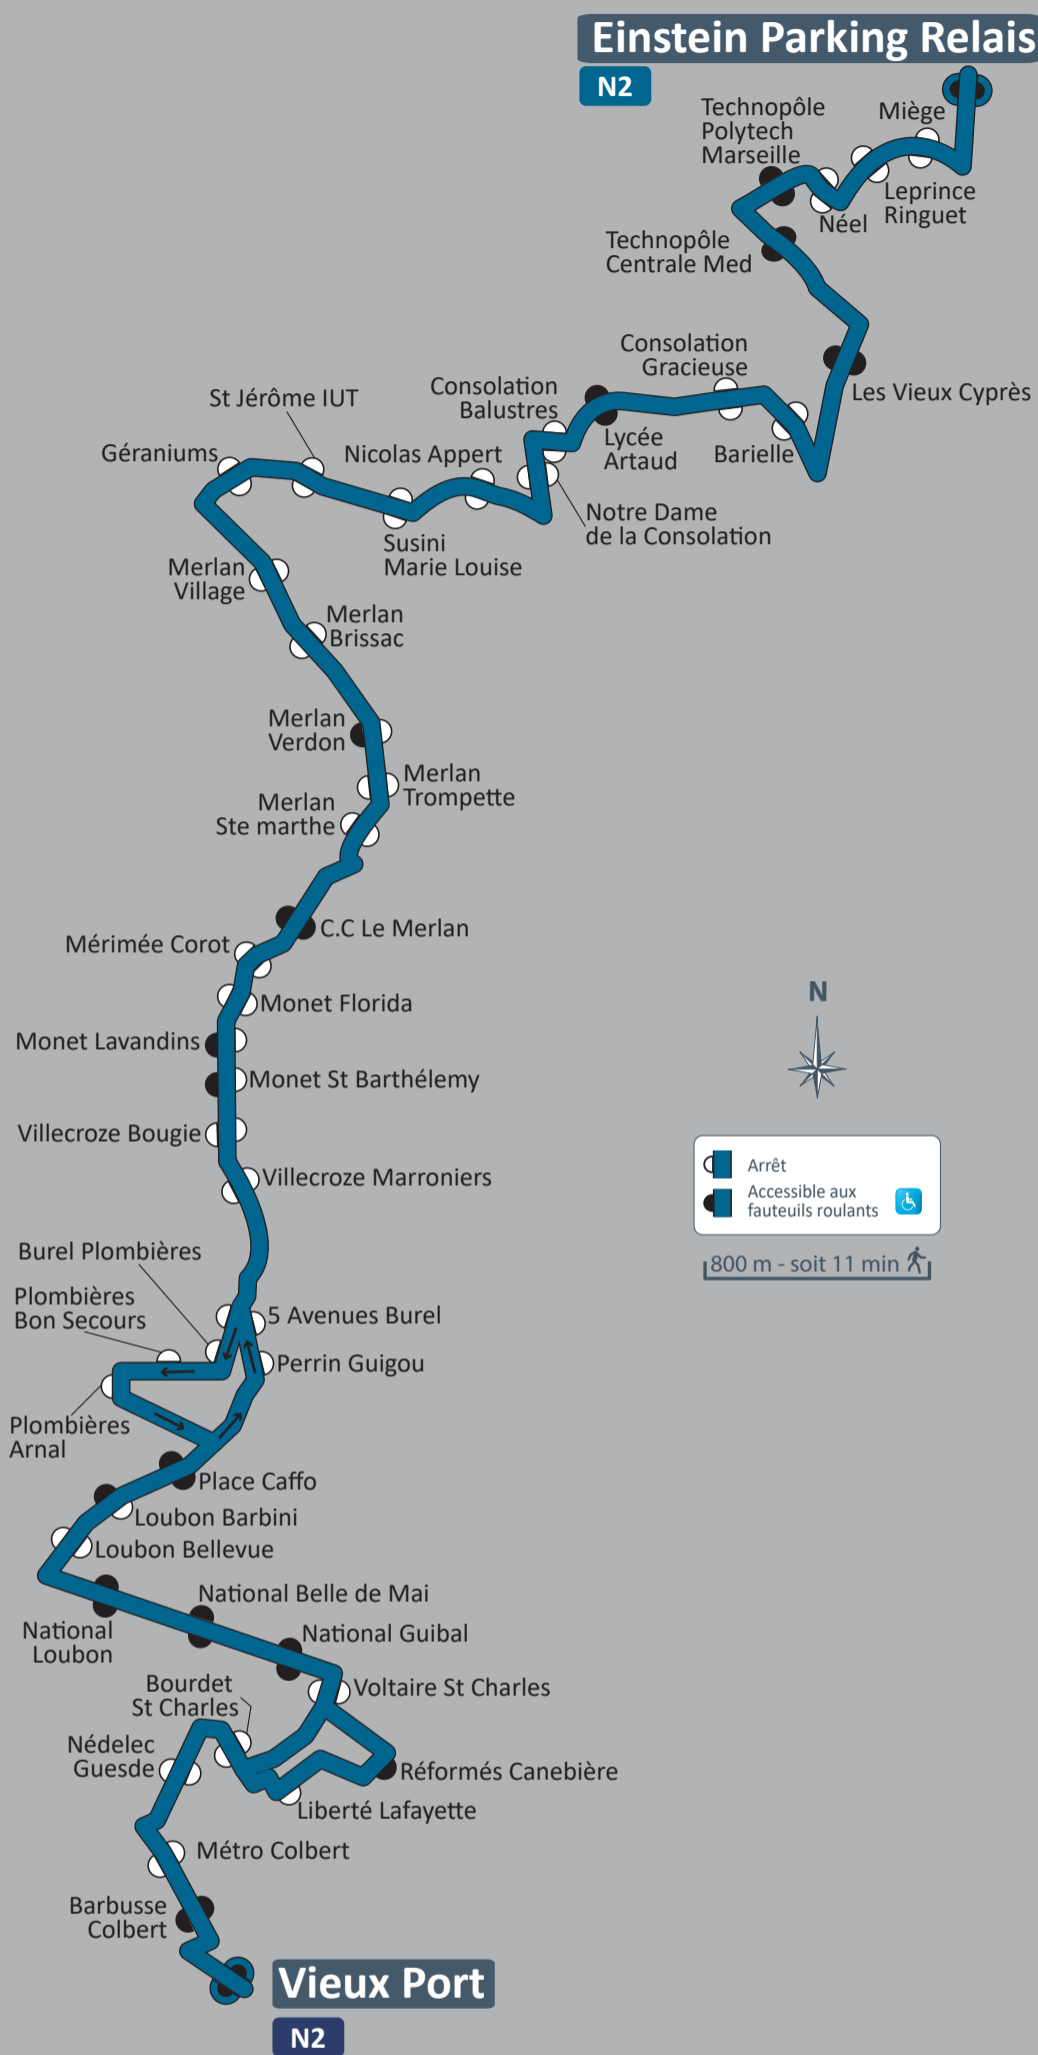 Einstein Parking Relais
N2
Technopôle
Polytech
Marseille
Miège
Leprince
Ringuet
Néel
Technopôle
Centrale Med
Les Vieux Cyprès
Consolation
Gracieuse
Barielle
Lycée
Artaud
Consolation
Balustres
Notre Dame
de la Consolation
Nicolas Appert
Susini
Marie Louise
St Jérôme IUT
Géraniums
Merlan
Village
Merlan
Brissac
Merlan
Verdon
Merlan
Trompette
Merlan
Ste marthe
C.C Le Merlan
Mérimée Corot
Monet Florida
Monet Lavandins
Monet St Barthélemy
Villecroze Bougie
Villecroze Marroniers
N
Arrêt
Accessible aux
fauteuils roulants
800 m - soit 11 min
Burel Plombières
Plombières
Bon Secours
5 Avenues Burel
Perrin Guigou
Plombières
Arnal
Place Caffo
Loubon Barbini
Loubon Bellevue
National
Loubon
National Belle de Mai
National Guibal
Voltaire St Charles
Bourdet
St Charles
Nédelec
Guesde
Réformés Canebière
Liberté Lafayette
Métro Colbert
Barbusse
Colbert
Vieux Port
N2